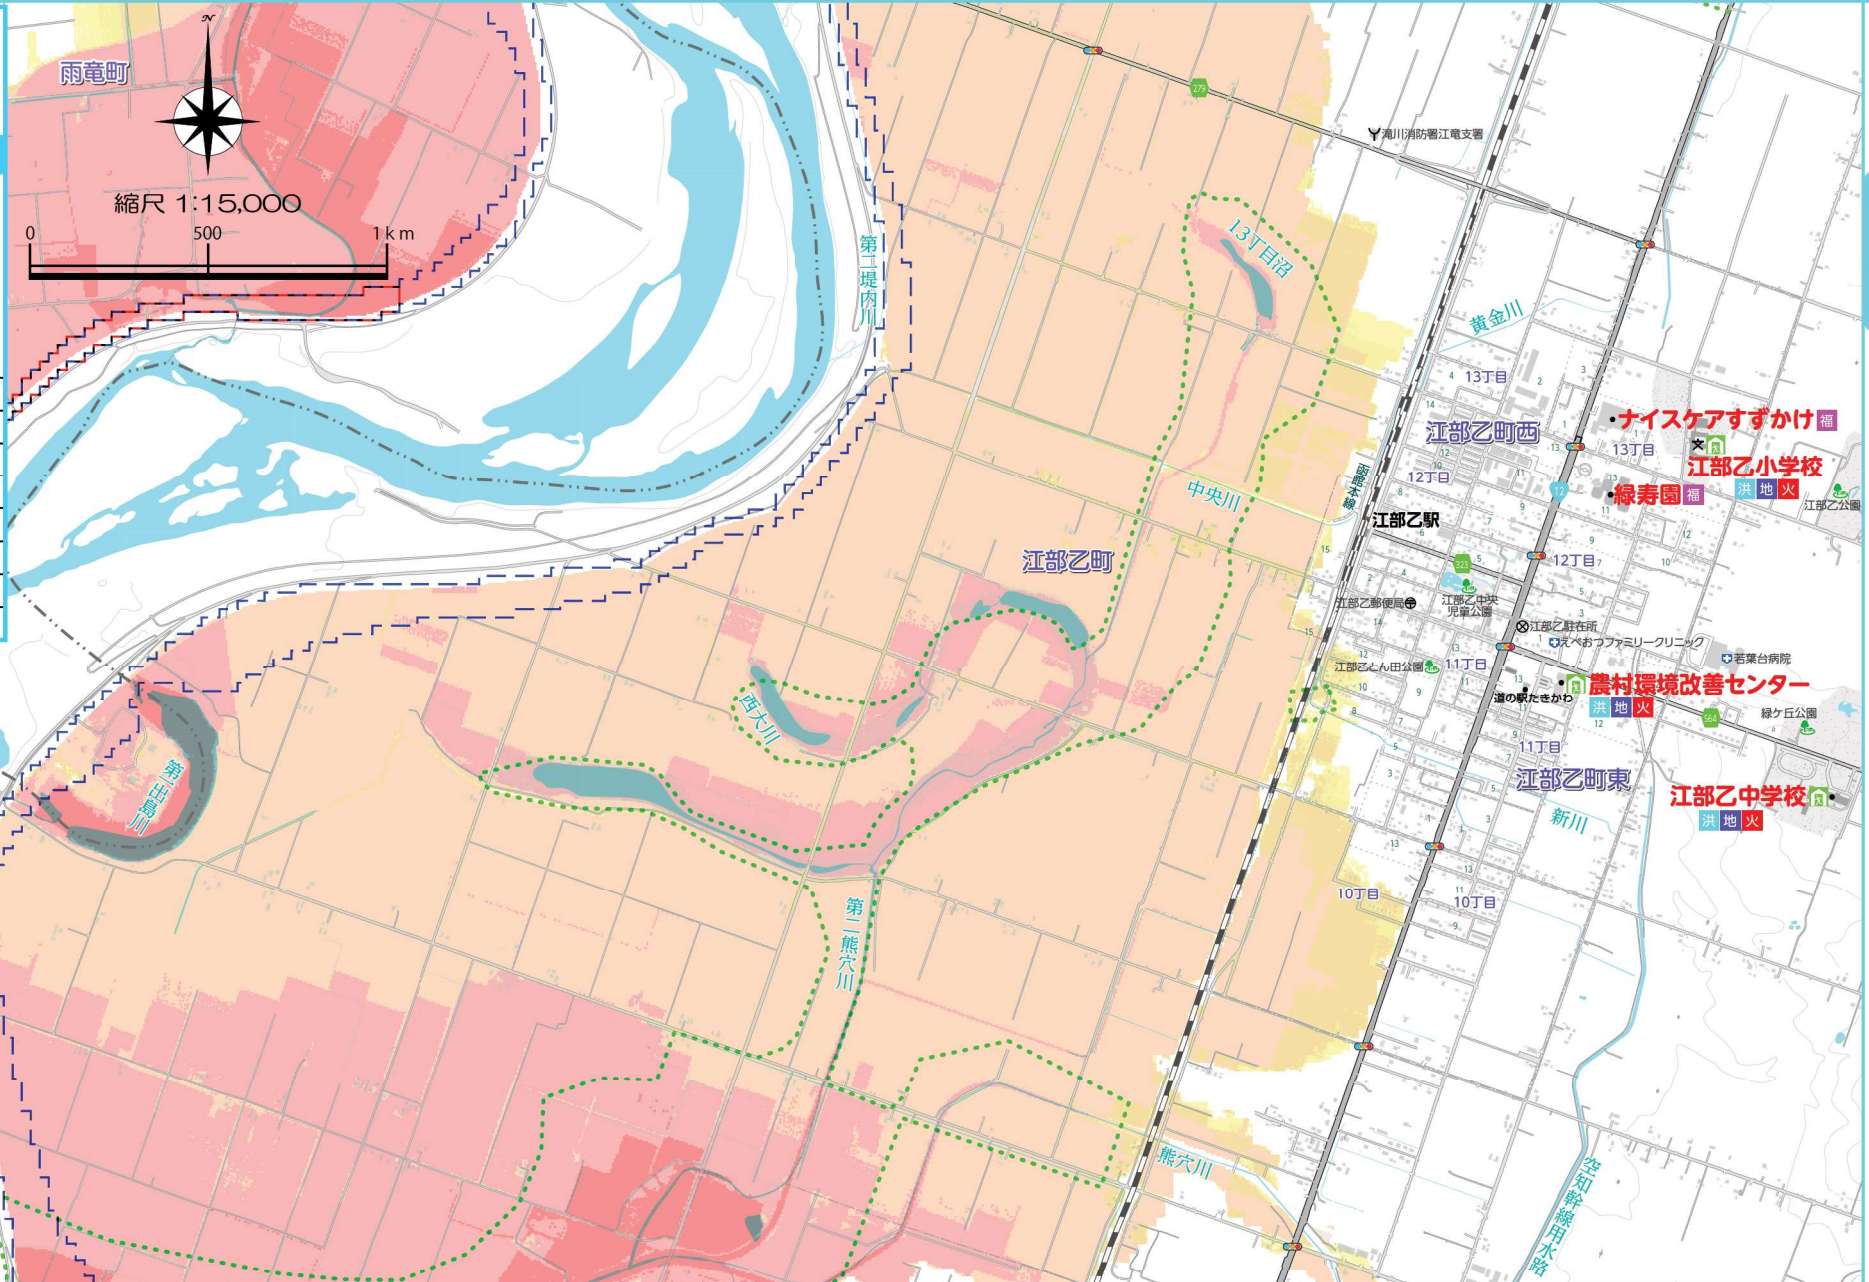 N
雨竜町
縮尺 1:15,000
0 500 1km
279
滝川消防署江竜支署
第二堤内川
13丁目沼
黄金川
13丁目
江部乙町西
ナイスケアすずかけ 福
文
13丁目
江部乙小学校
洪 地 火
12丁目
緑寿園 福
12
江部乙公園
函館本線
中央川
江部乙駅
江部乙町
323
12丁目
江部乙郵便局
江部乙中央
児童公園
江部乙駐在所
えべおつファミリークリニック
江部乙とん田公園
11丁目
若葉台病院
農村環境改善センター
道の駅たきかわ
洪 地 火
564
緑ケ丘公園
西大川
11丁目
江部乙町東
第一出島川
江部乙中学校
洪 地 火
新川
10丁目
10丁目
第二熊穴川
熊穴川
空知幹線用水路